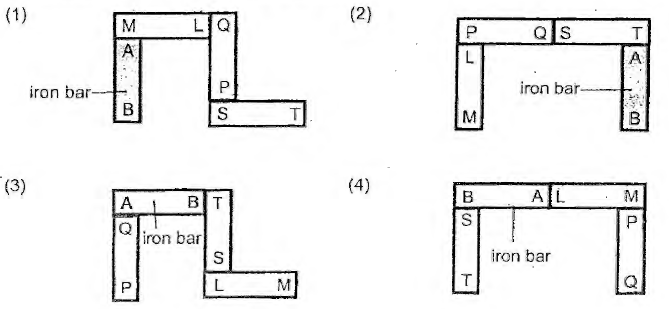 (1)
M L Q
A
iron bar
B
P
S T
(2)
P Q S T
L A
iron bar
M B
(3)
A B T
Q
iron bar
P
S
L M
(4)
B A L M
S P
iron bar
T Q